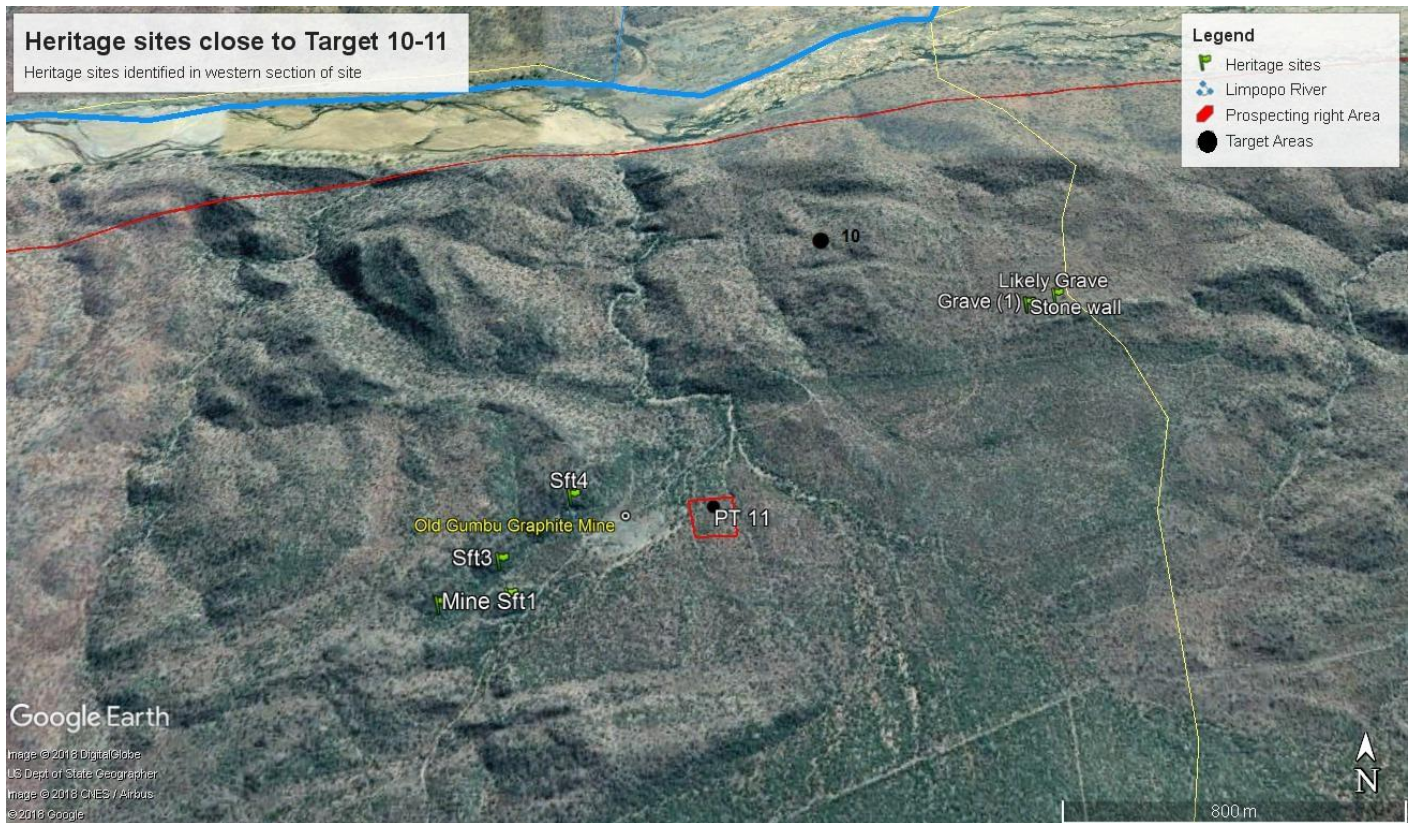 Heritage sites close to Target 10-11
Heritage sites identified in western section of site
Legend
Heritage sites
Limpopo River
Prospecting right Area
Target Areas
10
Likely Grave
Grave (1)
Stone wall
Sft4
Old Gumbu Graphite Mine
PT 11
Sft3
Mine Sft1
Google Earth
Image © 2018 DigitalGlobe
US Dept of State Geographer
Image © 2018 CNES / Airbus
© 2018 Google
N
800 m